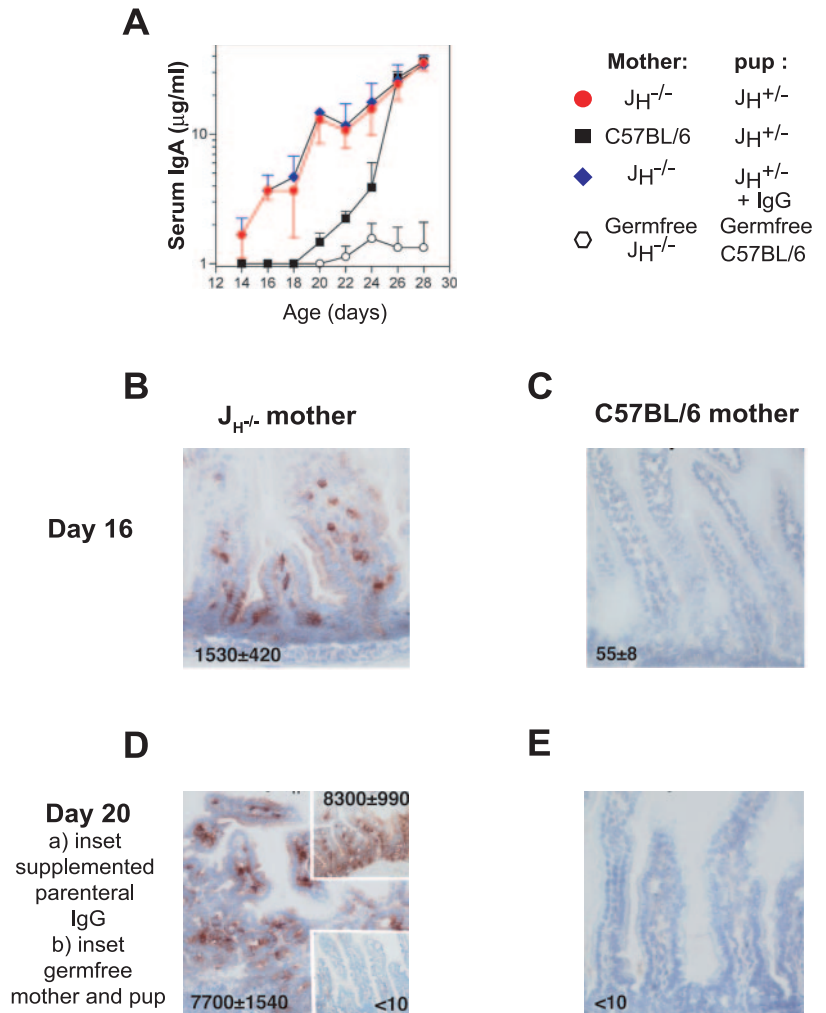 A
Serum IgA (μg/ml)
10
1
12 14 16 18 20 22 24 26 28 30
Age (days)
Mother: pup :
JH-/- JH+/-
C57BL/6 JH+/-
JH-/- JH+/-
+ IgG
Germfree Germfree
JH-/- C57BL/6
B
JH-/- mother
C
C57BL/6 mother
Day 16
1530±420
55±8
D
E
Day 20
a) inset
supplemented
parenteral
IgG
b) inset
germfree
mother and pup
8300±990
7700±1540
<10
<10